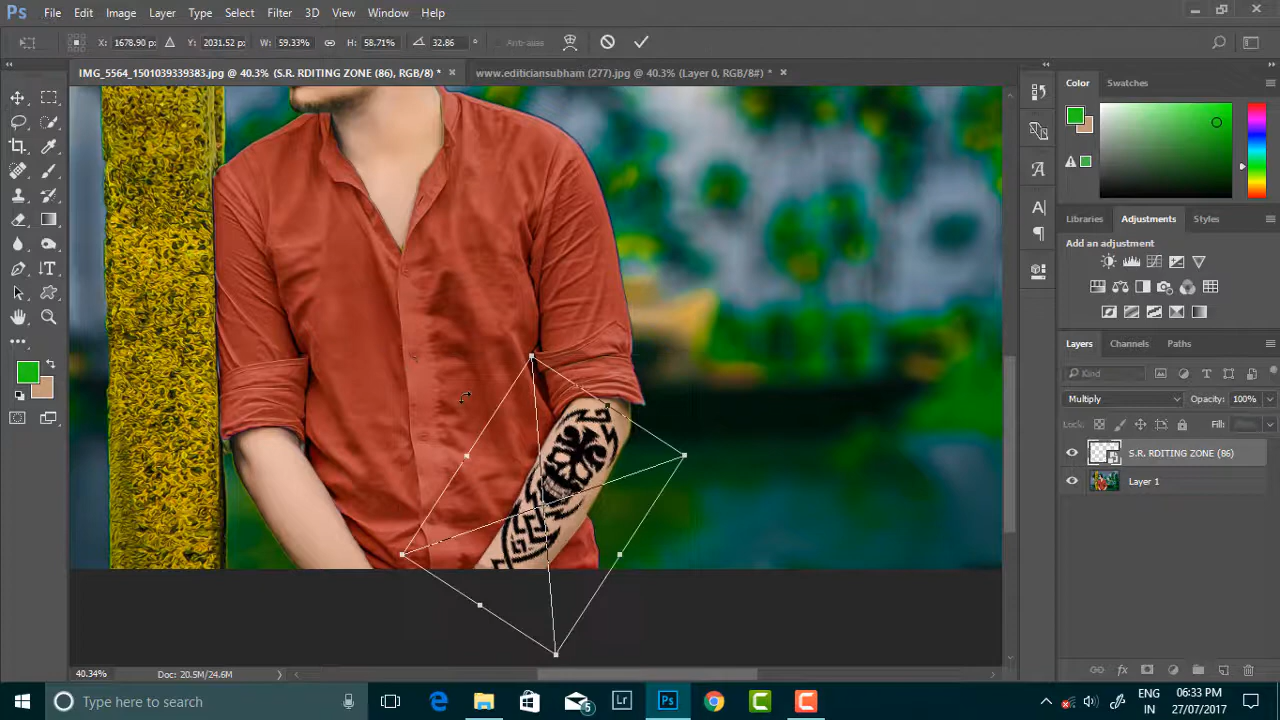 Ps File Edit Image Layer Type Select Filter 3D View Window Help
X: 1678.90 p: Y: 2031.52 p: W: 59.33% H: 58.71% 32.86 ° Anti-alias
IMG_5564_1501039339383.jpg @ 40.3% (S.R. RDITING ZONE (86), RGB/8) * × www.editiciansubham (277).jpg @ 40.3% (Layer 0, RGB/8#) * ×
Color Swatches
Libraries Adjustments Styles
Add an adjustment
Layers Channels Paths
Kind
Multiply Opacity: 100%
Lock: Fill:
S.R. RDITING ZONE (86)
Layer 1
40.34% Doc: 20.5M/24.6M
Type here to search 5 Lr Ps ENG IN 06:33 PM 27/07/2017